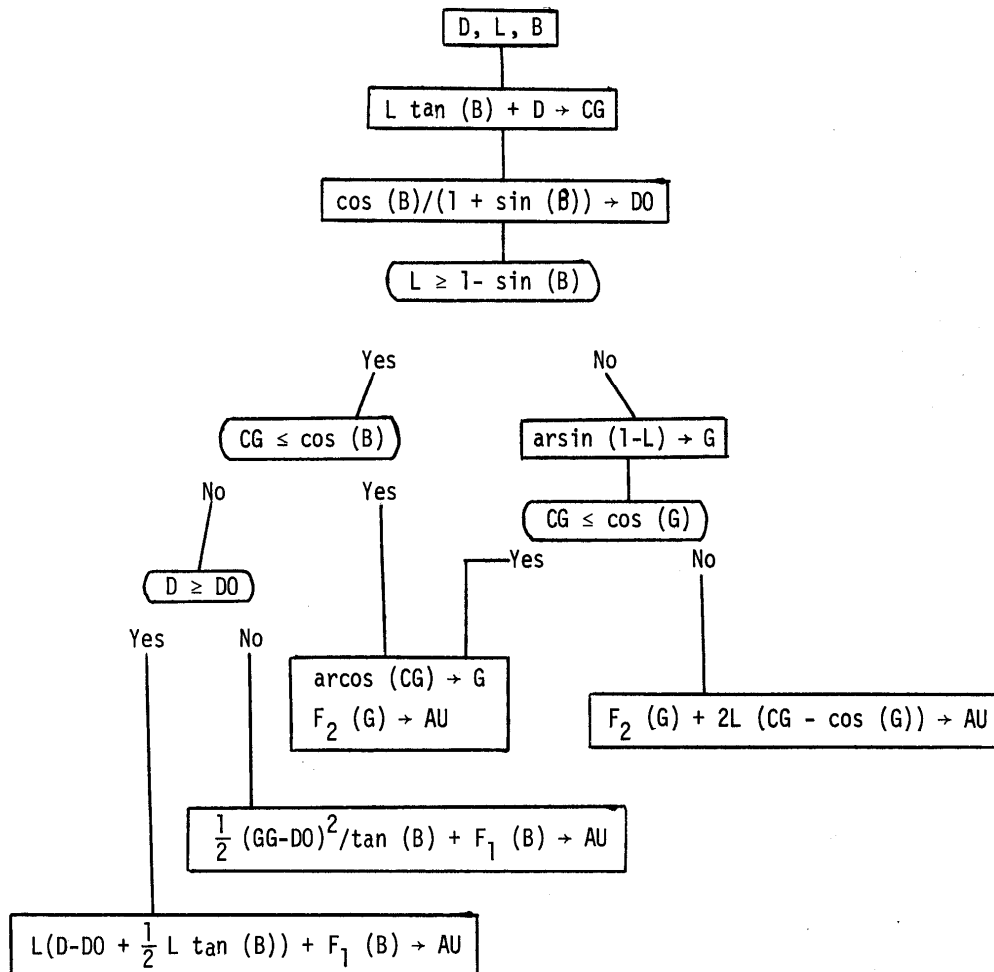 D, L, B
L tan (B) + D → CG
cos (B)/(1 + sin (B)) → DO
L ≥ 1- sin (B)
Yes No
CG ≤ cos (B) arsin (1-L) → G
No Yes CG ≤ cos (G)
D ≥ DO Yes No
Yes No
arcos (CG) → G
F₂ (G) → AU
F₂ (G) + 2L (CG - cos (G)) → AU
½ (GG-DO)²/tan (B) + F₁ (B) → AU
L(D-DO + ½ L tan (B)) + F₁ (B) → AU